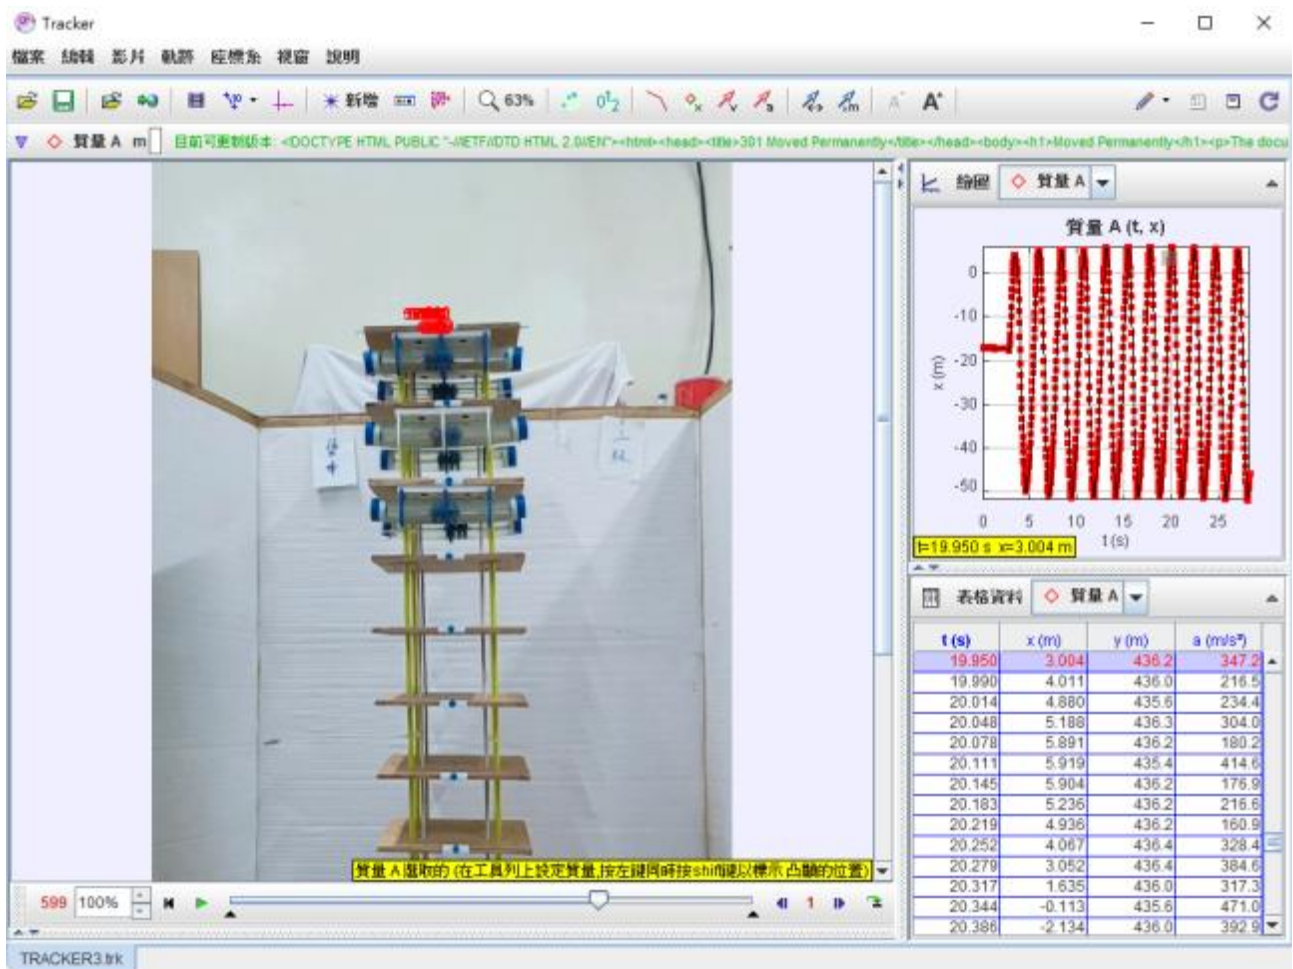 Tracker
檔案 編輯 影片 軌跡 座標系 視窗 說明
新增 63%
質量 A m 目前可更新版本: <!DOCTYPE HTML PUBLIC "-//IETF//DTD HTML 2.0//EN"><html><head><title>301 Moved Permanently</title></head><body><h1>Moved Permanently</h1><p>The docu
繪圖 質量 A
質量 A (t, x)
x (m)
0
-10
-20
-30
-40
-50
0 5 10 15 20 25
t (s)
t=19.950 s x=3.004 m
表格資料 質量 A
t (s) x (m) y (m) a (m/s²)
19.950 3.004 436.2 347.2
19.990 4.011 436.0 216.5
20.014 4.880 435.6 234.4
20.048 5.188 436.3 304.0
20.078 5.891 436.2 180.2
20.111 5.919 435.4 414.6
20.145 5.904 436.2 176.9
20.183 5.236 436.2 216.6
20.219 4.936 436.2 160.9
20.252 4.067 436.4 328.4
20.279 3.052 436.4 384.6
20.317 1.635 436.0 317.3
20.344 -0.113 435.6 471.0
20.386 -2.134 436.0 392.9
質量 A 選取的 (在工具列上設定質量,按左鍵同時按shift鍵以標示 的位置)
599 100% 1
TRACKER3.trk